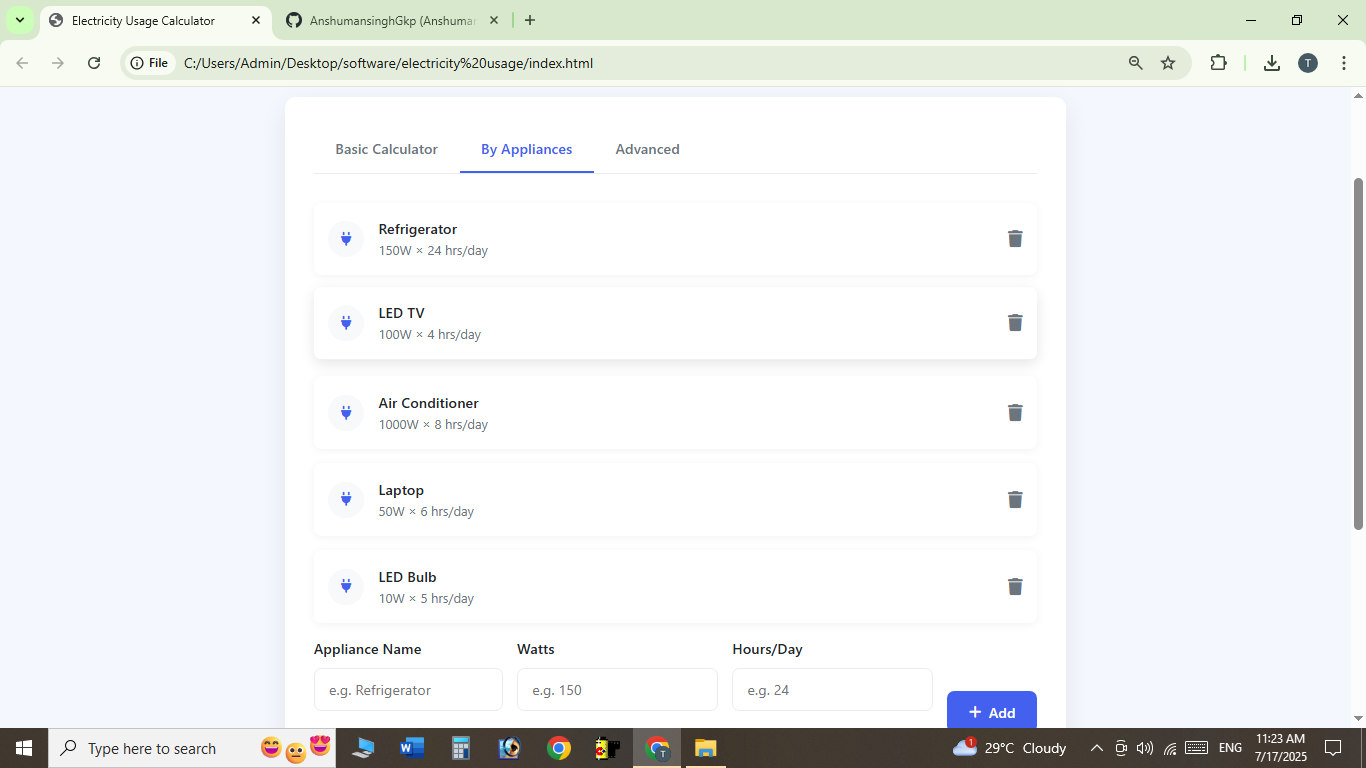 Electricity Usage Calculator
AnshumansinghGkp (Anshuman
File
C:/Users/Admin/Desktop/software/electricity%20usage/index.html
T
Basic Calculator
By Appliances
Advanced
Refrigerator
150W × 24 hrs/day
LED TV
100W × 4 hrs/day
Air Conditioner
1000W × 8 hrs/day
Laptop
50W × 6 hrs/day
LED Bulb
10W × 5 hrs/day
Appliance Name
Watts
Hours/Day
e.g. Refrigerator
e.g. 150
e.g. 24
+ Add
Type here to search
1
29°C Cloudy
ENG
11:23 AM
7/17/2025